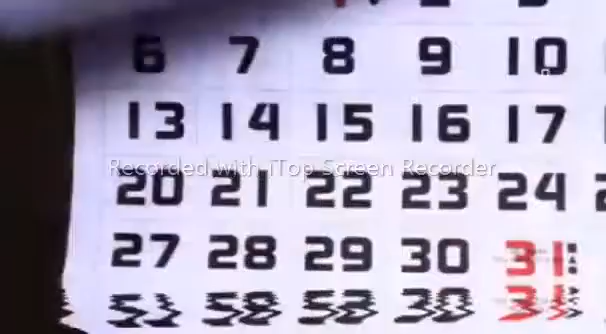 6 7 8 9 10
13 14 15 16 17
Recorded with iTop Screen Recorder
20 21 22 23 24
27 28 29 30 31